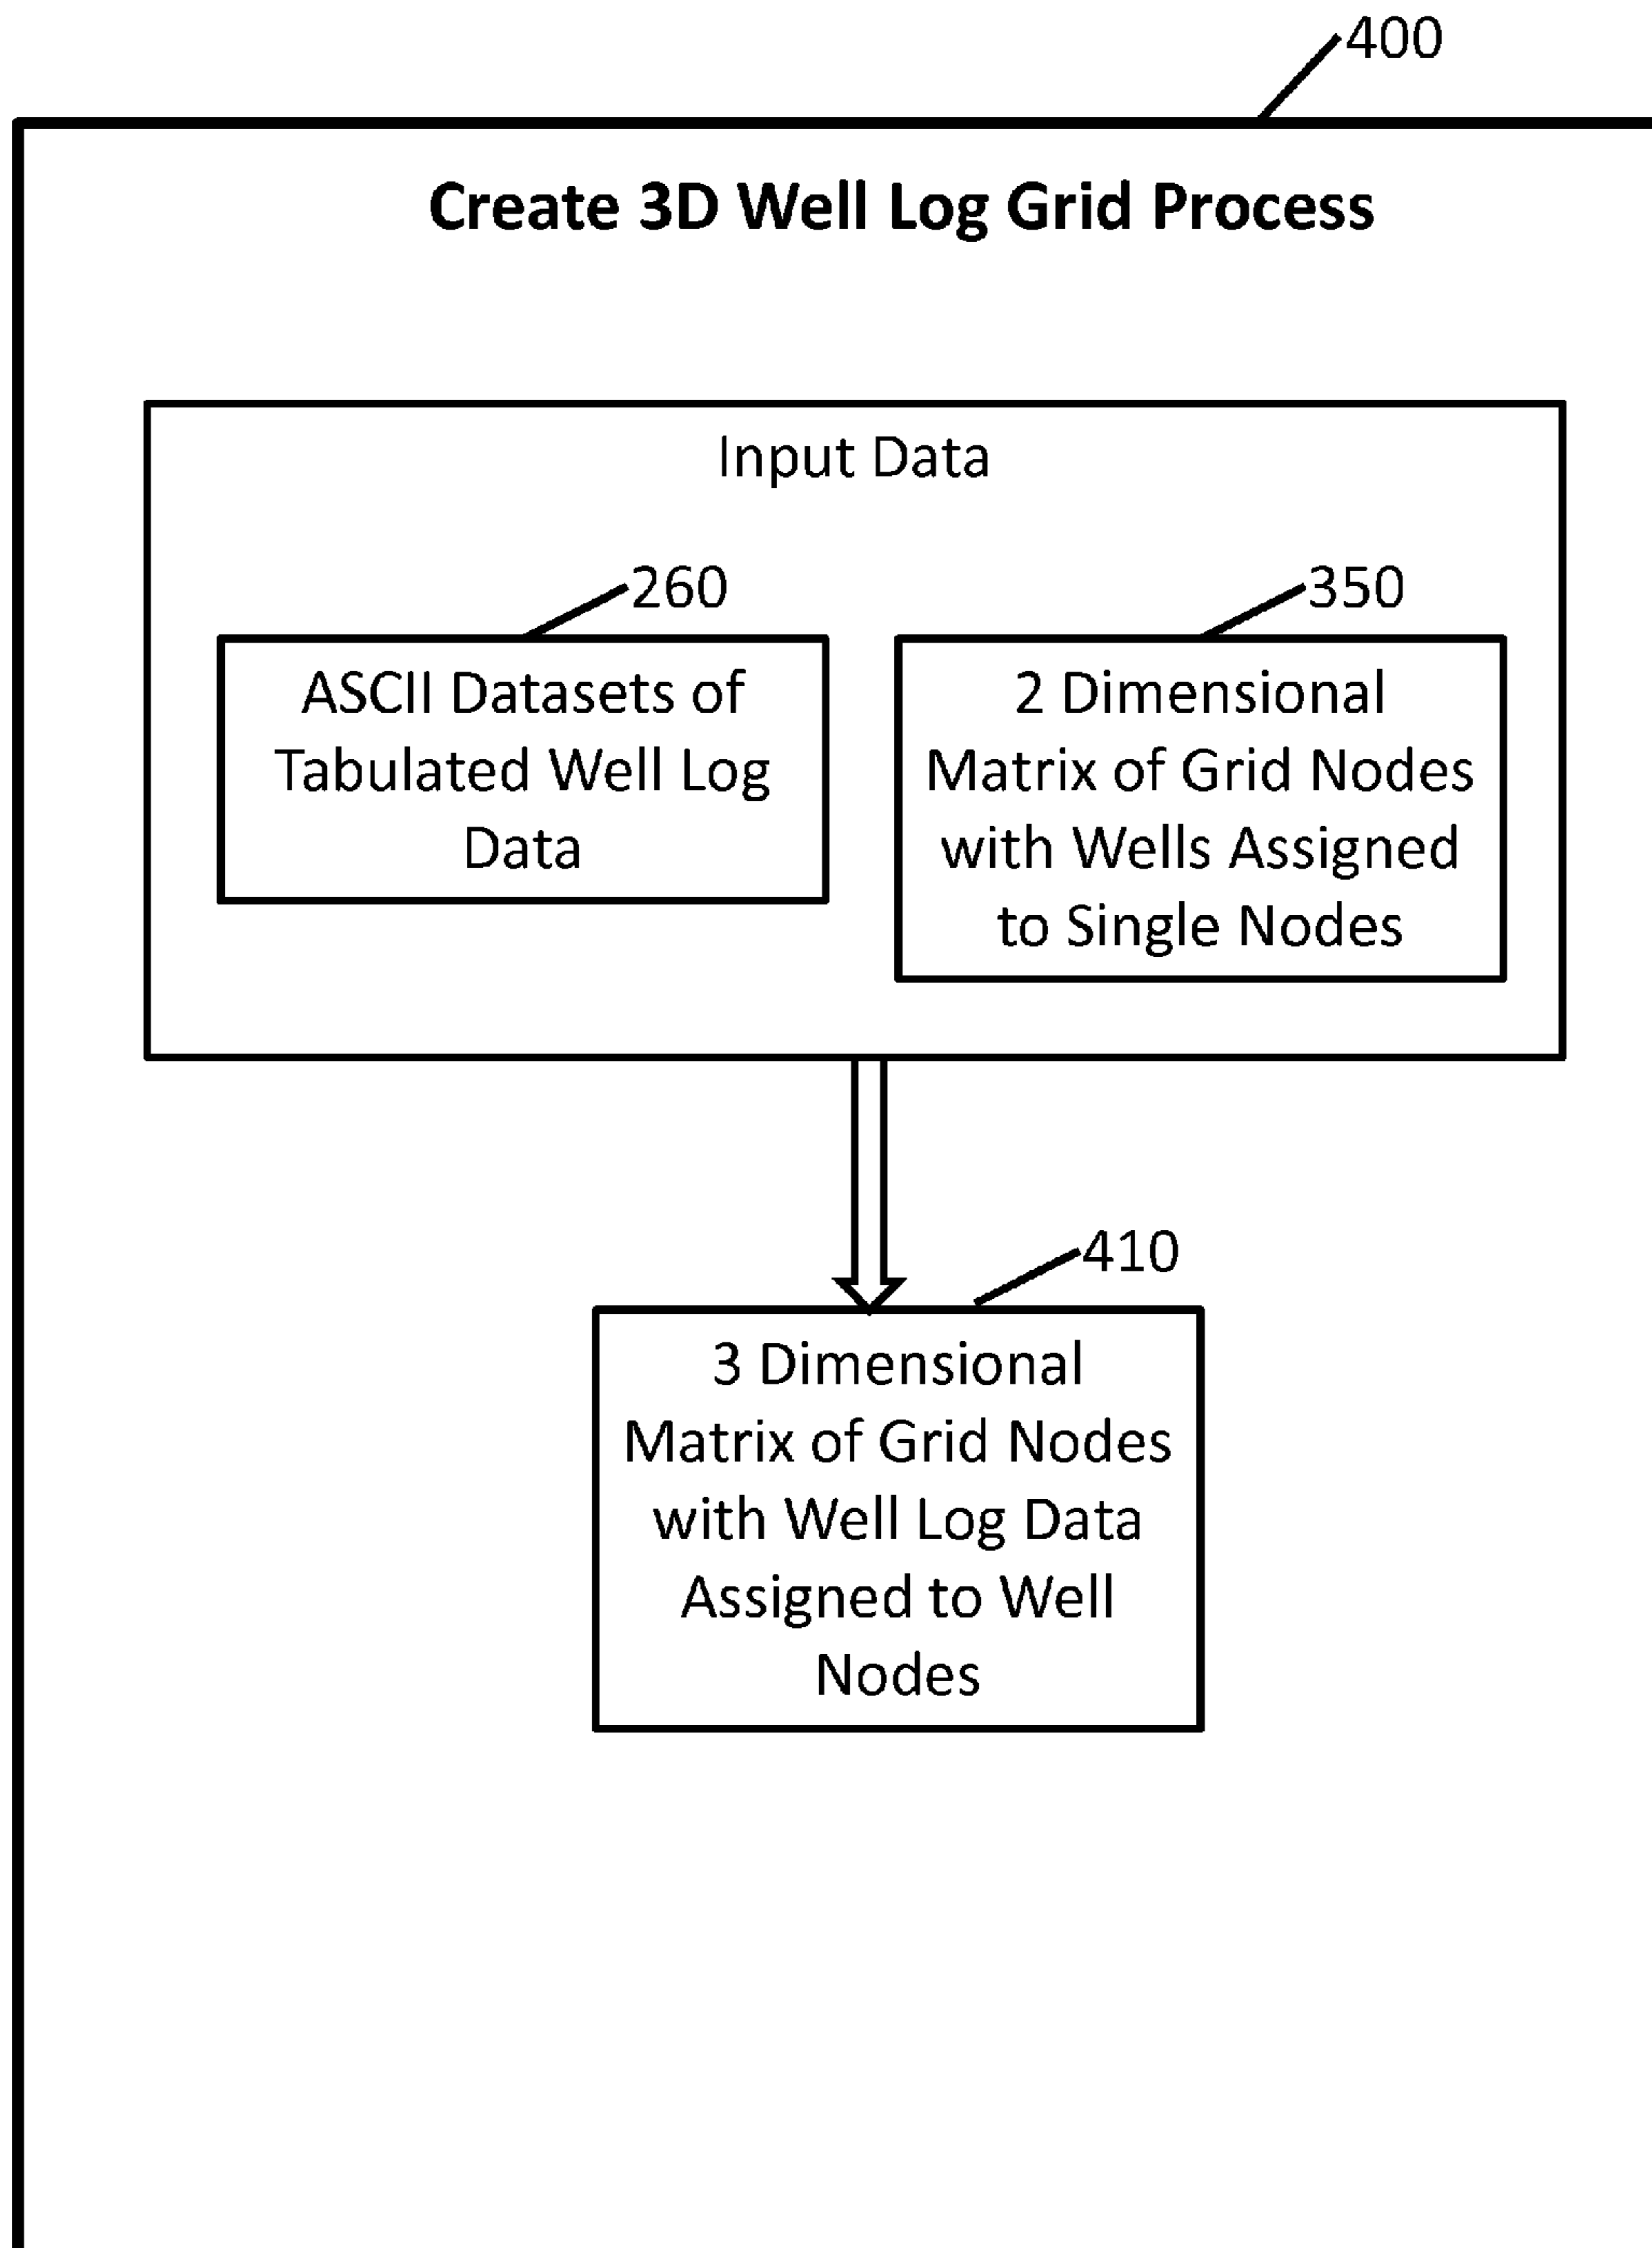 400
Create 3D Well Log Grid Process
Input Data
260
ASCII Datasets of
Tabulated Well Log
Data
350
2 Dimensional
Matrix of Grid Nodes
with Wells Assigned
to Single Nodes
410
3 Dimensional
Matrix of Grid Nodes
with Well Log Data
Assigned to Well
Nodes